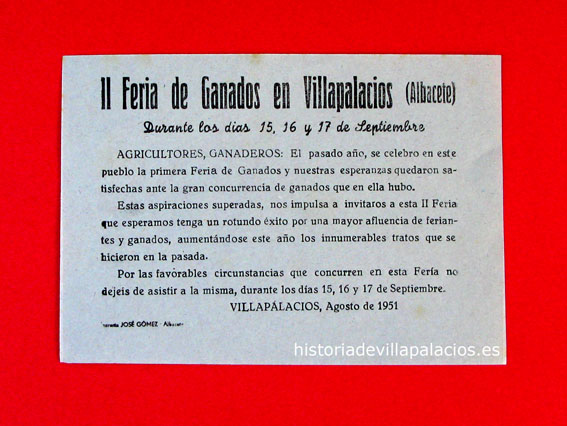 II Feria de Ganados en Villapalacios (Albacete)
Durante los días 15, 16 y 17 de Septiembre
AGRICULTORES, GANADEROS: El pasado año, se celebro en este
pueblo la primera Feria de Ganados y nuestras esperanzas quedaron sa-
tisfechas ante la gran concurrencia de ganados que en ella hubo.
Estas aspiraciones superadas, nos impulsa a invitaros a esta II Feria
que esperamos tenga un rotundo éxito por una mayor afluencia de ferian-
tes y ganados, aumentándose este año los innumerables tratos que se
hicieron en la pasada.
Por las favorables circunstancias que concurren en esta Feria no
dejeis de asistir a la misma, durante los días 15, 16 y 17 de Septiembre.
VILLAPÁLACIOS, Agosto de 1951
JOSÉ GÓMEZ - Albacete
historiadevillapalacios.es